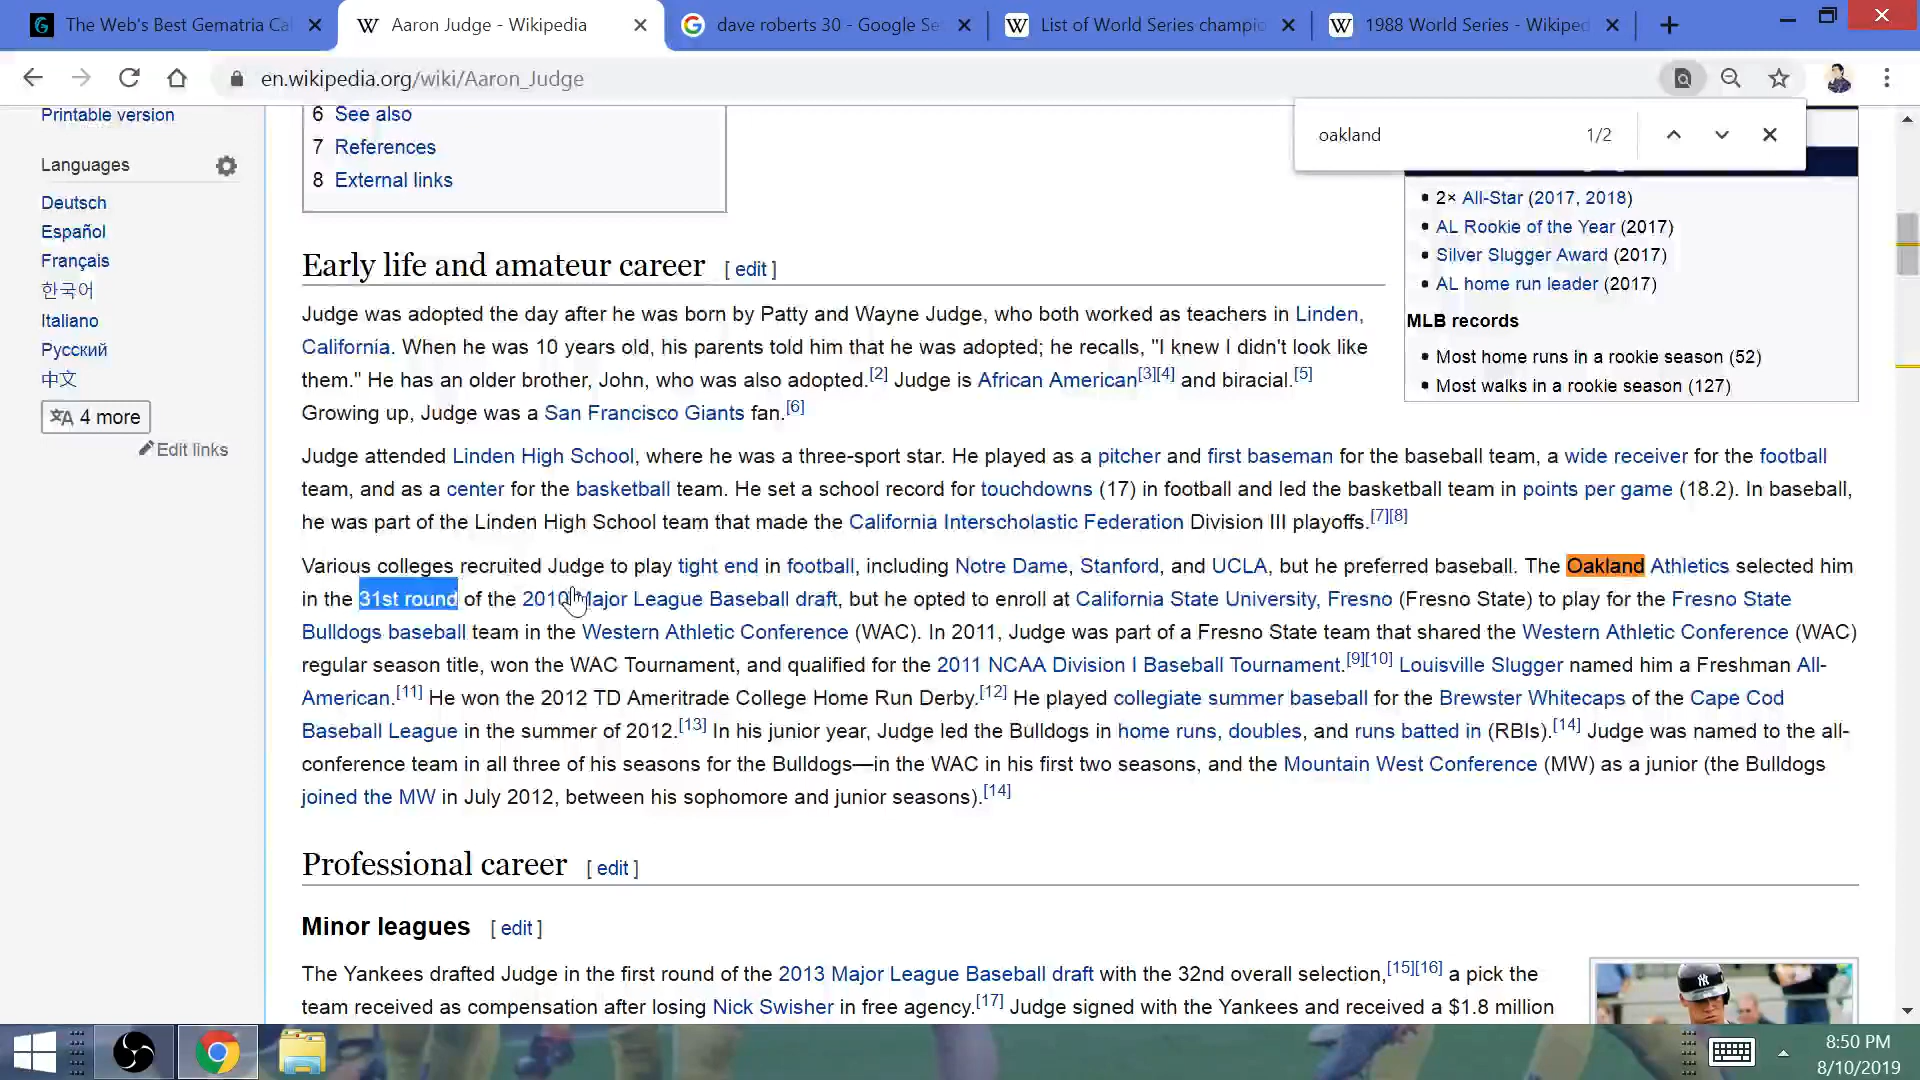 The Web's Best Gematria Cal
Aaron Judge - Wikipedia
dave roberts 30 - Google Se
List of World Series champio
1988 World Series - Wikiped
en.wikipedia.org/wiki/Aaron_Judge
oakland 1/2
Printable version
Languages
Deutsch
Español
Français
한국어
Italiano
Русский
中文
4 more
Edit links
6 See also
7 References
8 External links
2× All-Star (2017, 2018)
AL Rookie of the Year (2017)
Silver Slugger Award (2017)
AL home run leader (2017)
MLB records
Most home runs in a rookie season (52)
Most walks in a rookie season (127)
Early life and amateur career [ edit ]
Judge was adopted the day after he was born by Patty and Wayne Judge, who both worked as teachers in Linden,
California. When he was 10 years old, his parents told him that he was adopted; he recalls, "I knew I didn't look like
them." He has an older brother, John, who was also adopted.[2] Judge is African American[3][4] and biracial.[5]
Growing up, Judge was a San Francisco Giants fan.[6]
Judge attended Linden High School, where he was a three-sport star. He played as a pitcher and first baseman for the baseball team, a wide receiver for the football
team, and as a center for the basketball team. He set a school record for touchdowns (17) in football and led the basketball team in points per game (18.2). In baseball,
he was part of the Linden High School team that made the California Interscholastic Federation Division III playoffs.[7][8]
Various colleges recruited Judge to play tight end in football, including Notre Dame, Stanford, and UCLA, but he preferred baseball. The Oakland Athletics selected him
in the 31st round of the 2010 Major League Baseball draft, but he opted to enroll at California State University, Fresno (Fresno State) to play for the Fresno State
Bulldogs baseball team in the Western Athletic Conference (WAC). In 2011, Judge was part of a Fresno State team that shared the Western Athletic Conference (WAC)
regular season title, won the WAC Tournament, and qualified for the 2011 NCAA Division I Baseball Tournament.[9][10] Louisville Slugger named him a Freshman All-
American.[11] He won the 2012 TD Ameritrade College Home Run Derby.[12] He played collegiate summer baseball for the Brewster Whitecaps of the Cape Cod
Baseball League in the summer of 2012.[13] In his junior year, Judge led the Bulldogs in home runs, doubles, and runs batted in (RBIs).[14] Judge was named to the all-
conference team in all three of his seasons for the Bulldogs—in the WAC in his first two seasons, and the Mountain West Conference (MW) as a junior (the Bulldogs
joined the MW in July 2012, between his sophomore and junior seasons).[14]
Professional career [ edit ]
Minor leagues [ edit ]
The Yankees drafted Judge in the first round of the 2013 Major League Baseball draft with the 32nd overall selection,[15][16] a pick the
team received as compensation after losing Nick Swisher in free agency.[17] Judge signed with the Yankees and received a $1.8 million
8:50 PM
8/10/2019